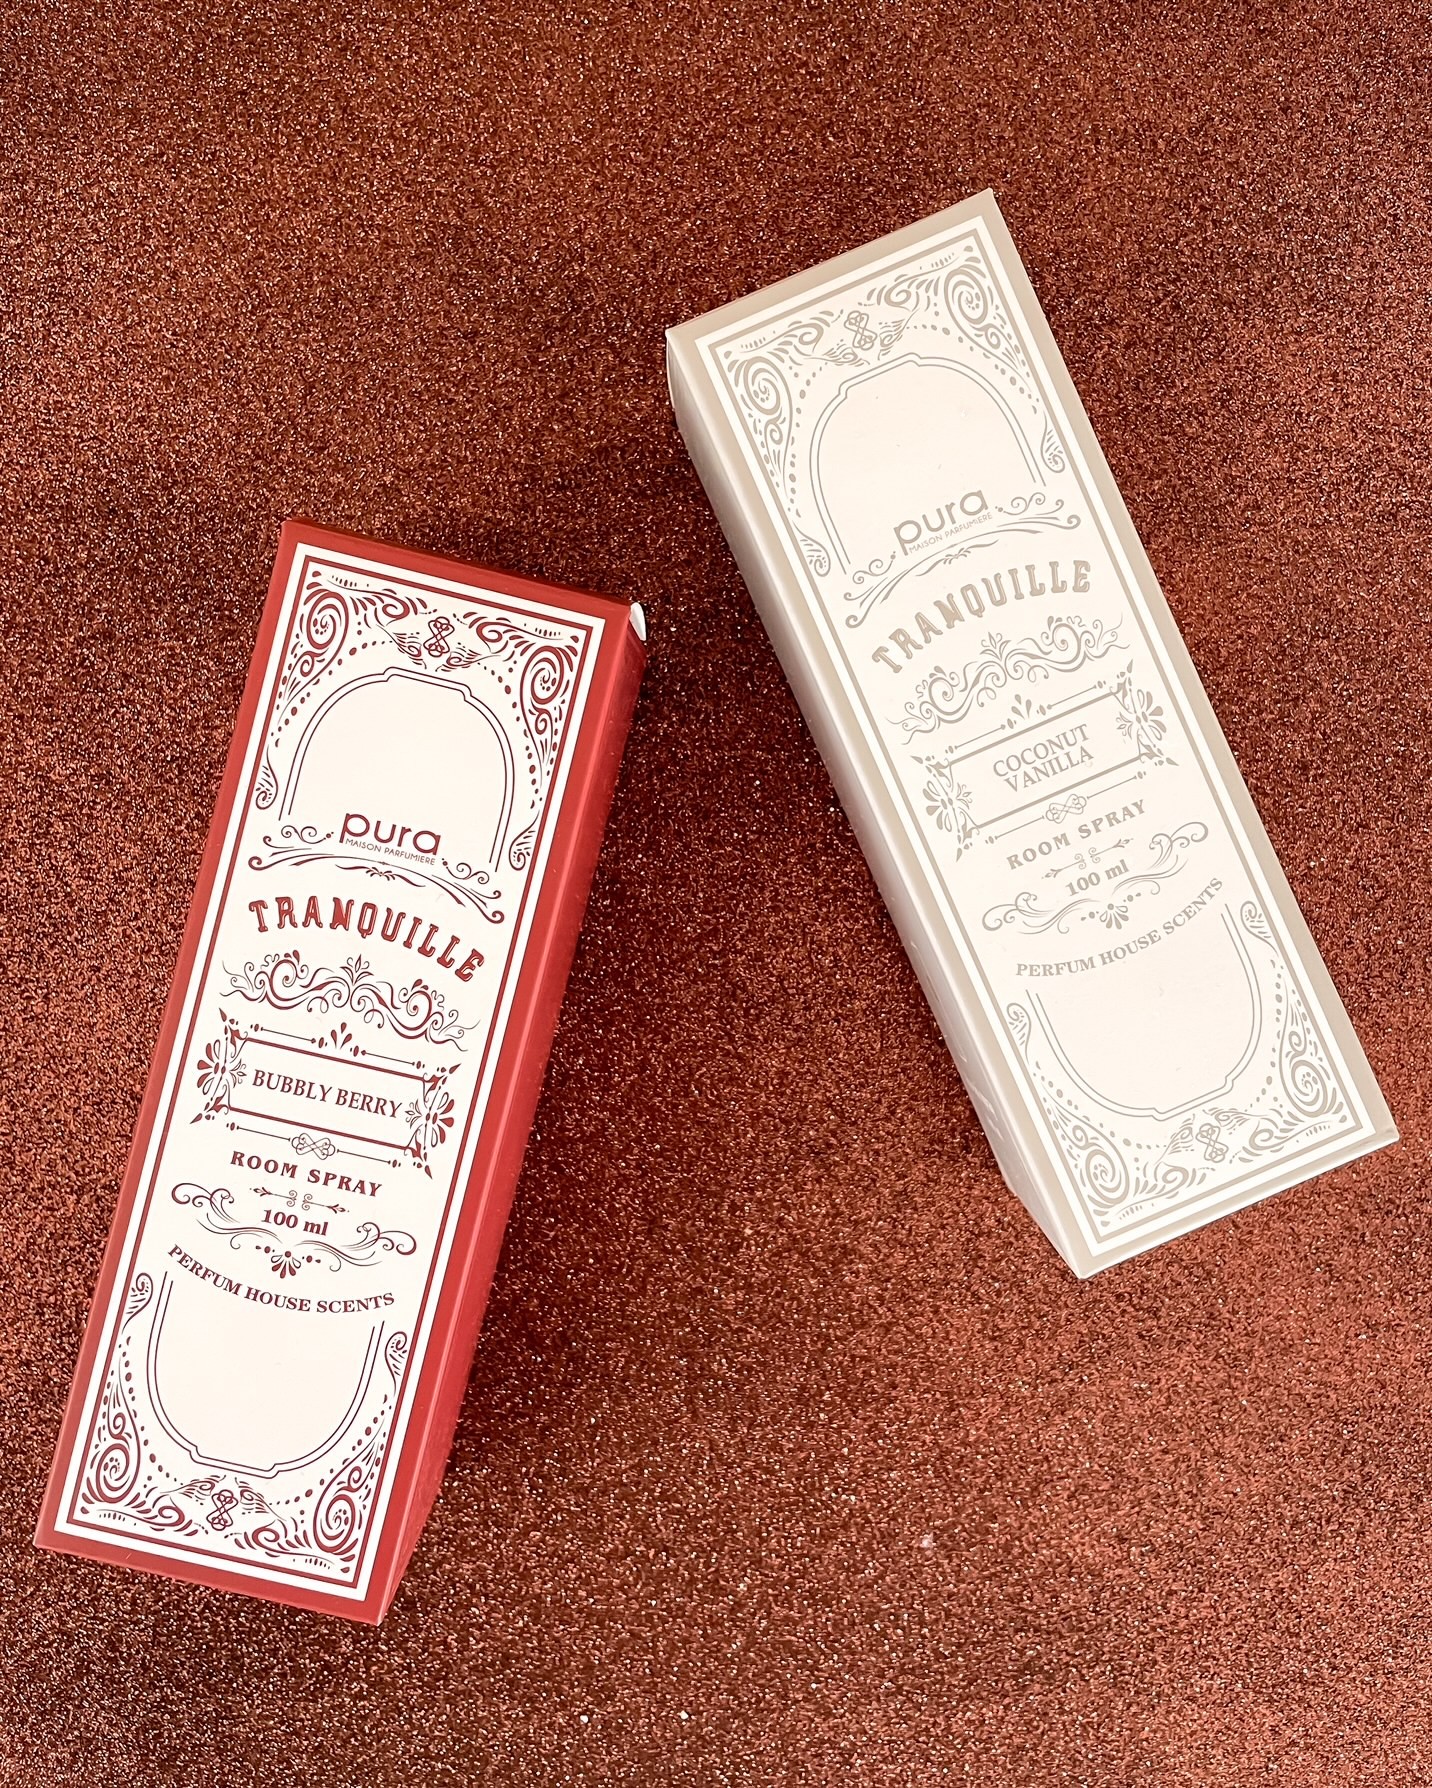 pura
MAISON PARFUMIERE
TRANQUILLE
BUBBLY BERRY
ROOM SPRAY
100 ml
PERFUM HOUSE SCENTS
pura
MAISON PARFUMIERE
TRANQUILLE
COCONUT
VANILLA
ROOM SPRAY
100 ml
PERFUM HOUSE SCENTS